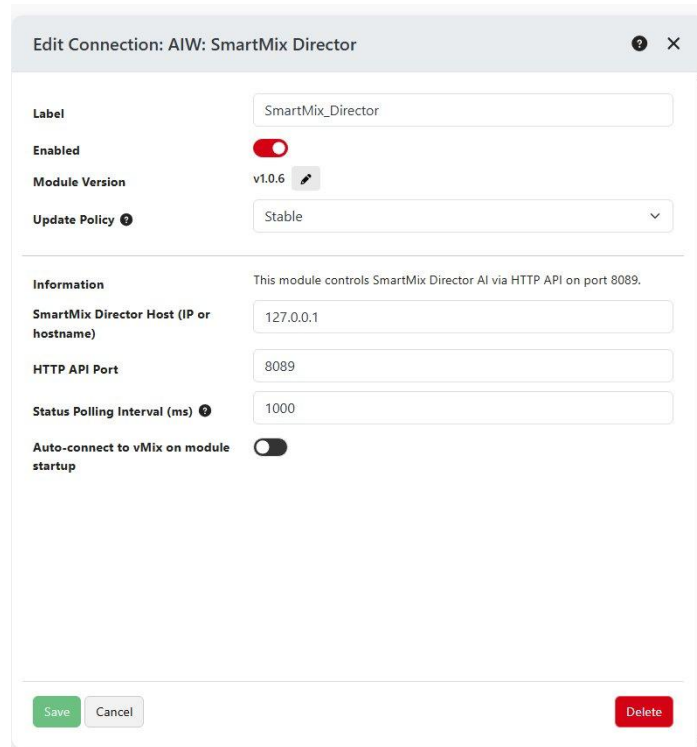 Edit Connection: AIW: SmartMix Director
Label
SmartMix_Director
Enabled
Module Version
v1.0.6
Update Policy
Stable
Information
This module controls SmartMix Director AI via HTTP API on port 8089.
SmartMix Director Host (IP or
hostname)
127.0.0.1
HTTP API Port
8089
Status Polling Interval (ms)
1000
Auto-connect to vMix on module
startup
Save
Cancel
Delete